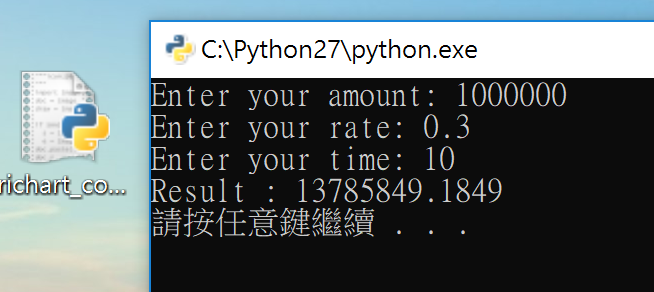 C:\Python27\python.exe
Enter your amount: 1000000
Enter your rate: 0.3
Enter your time: 10
Result : 13785849.1849
請按任意鍵繼續 . . .
richart_co...